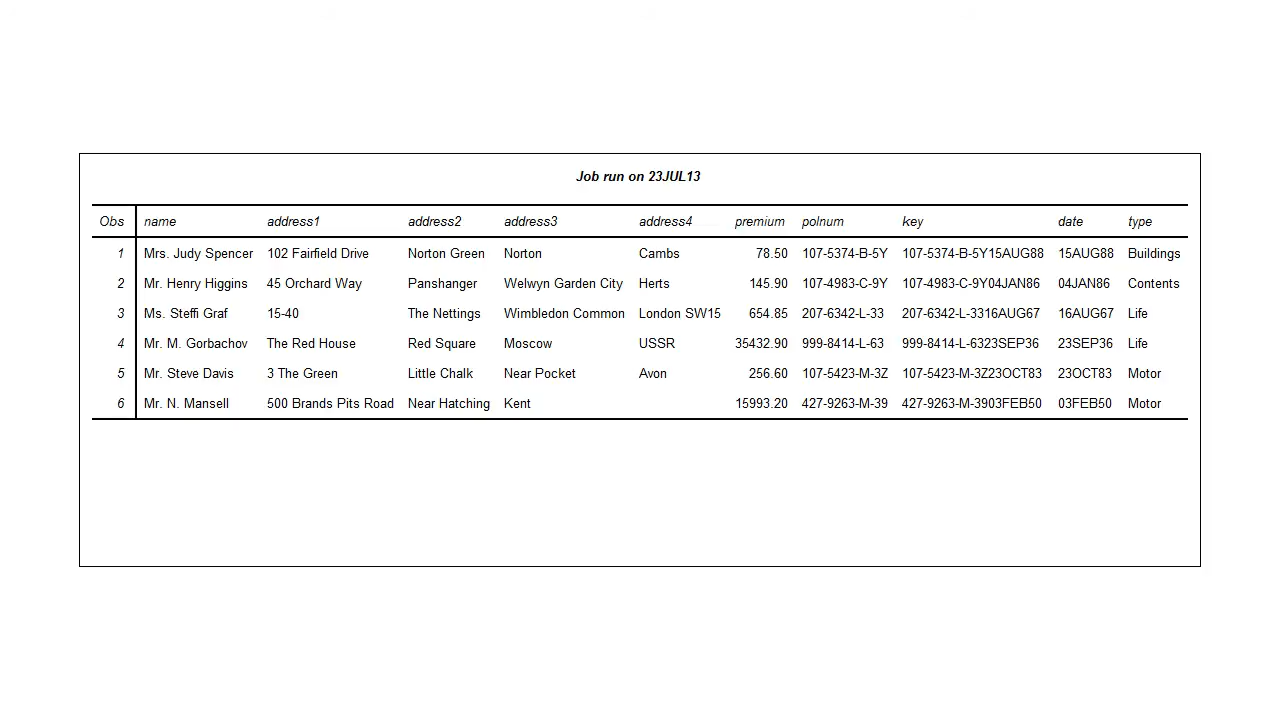 Job run on 23JUL13
Obs name address1 address2 address3 address4 premium polnum key date type
1 Mrs. Judy Spencer 102 Fairfield Drive Norton Green Norton Cambs 78.50 107-5374-B-5Y 107-5374-B-5Y15AUG88 15AUG88 Buildings
2 Mr. Henry Higgins 45 Orchard Way Panshanger Welwyn Garden City Herts 145.90 107-4983-C-9Y 107-4983-C-9Y04JAN86 04JAN86 Contents
3 Ms. Steffi Graf 15-40 The Nettings Wimbledon Common London SW15 654.85 207-6342-L-33 207-6342-L-3316AUG67 16AUG67 Life
4 Mr. M. Gorbachov The Red House Red Square Moscow USSR 35432.90 999-8414-L-63 999-8414-L-6323SEP36 23SEP36 Life
5 Mr. Steve Davis 3 The Green Little Chalk Near Pocket Avon 256.60 107-5423-M-3Z 107-5423-M-3Z23OCT83 23OCT83 Motor
6 Mr. N. Mansell 500 Brands Pits Road Near Hatching Kent 15993.20 427-9263-M-39 427-9263-M-3903FEB50 03FEB50 Motor